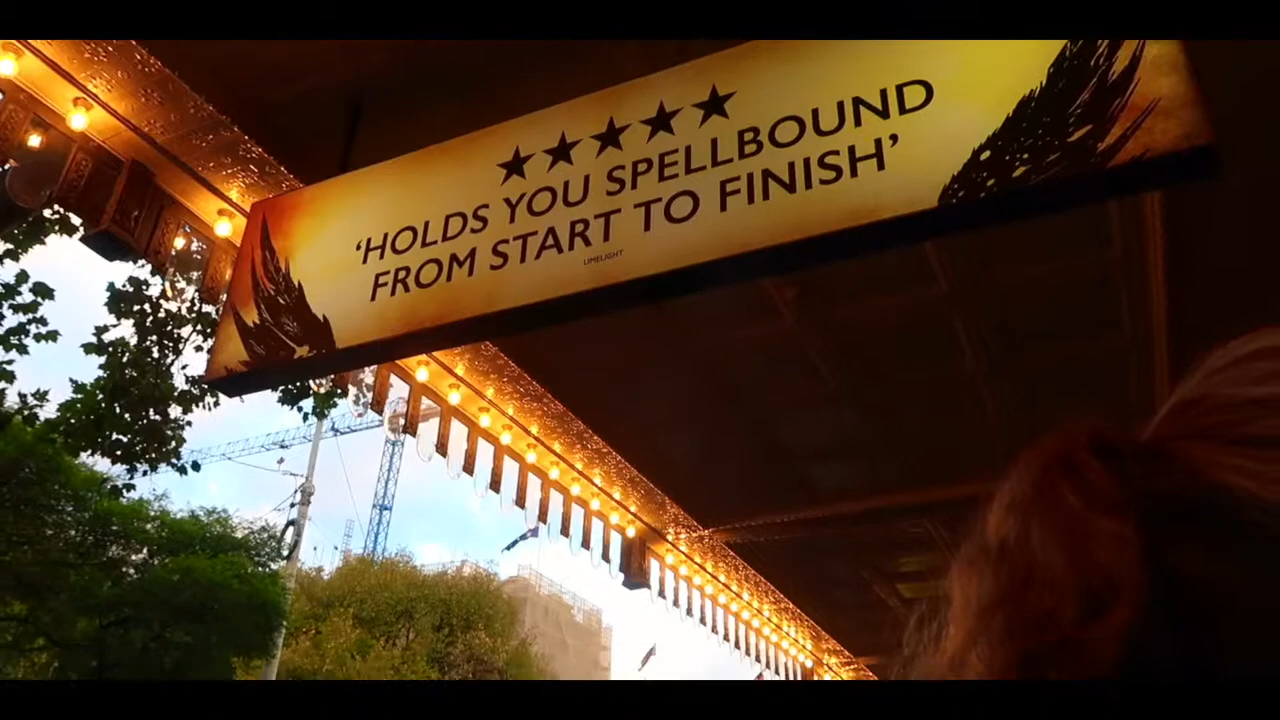 ★★★★★
‘HOLDS YOU SPELLBOUND
FROM START TO FINISH’
LIMELIGHT